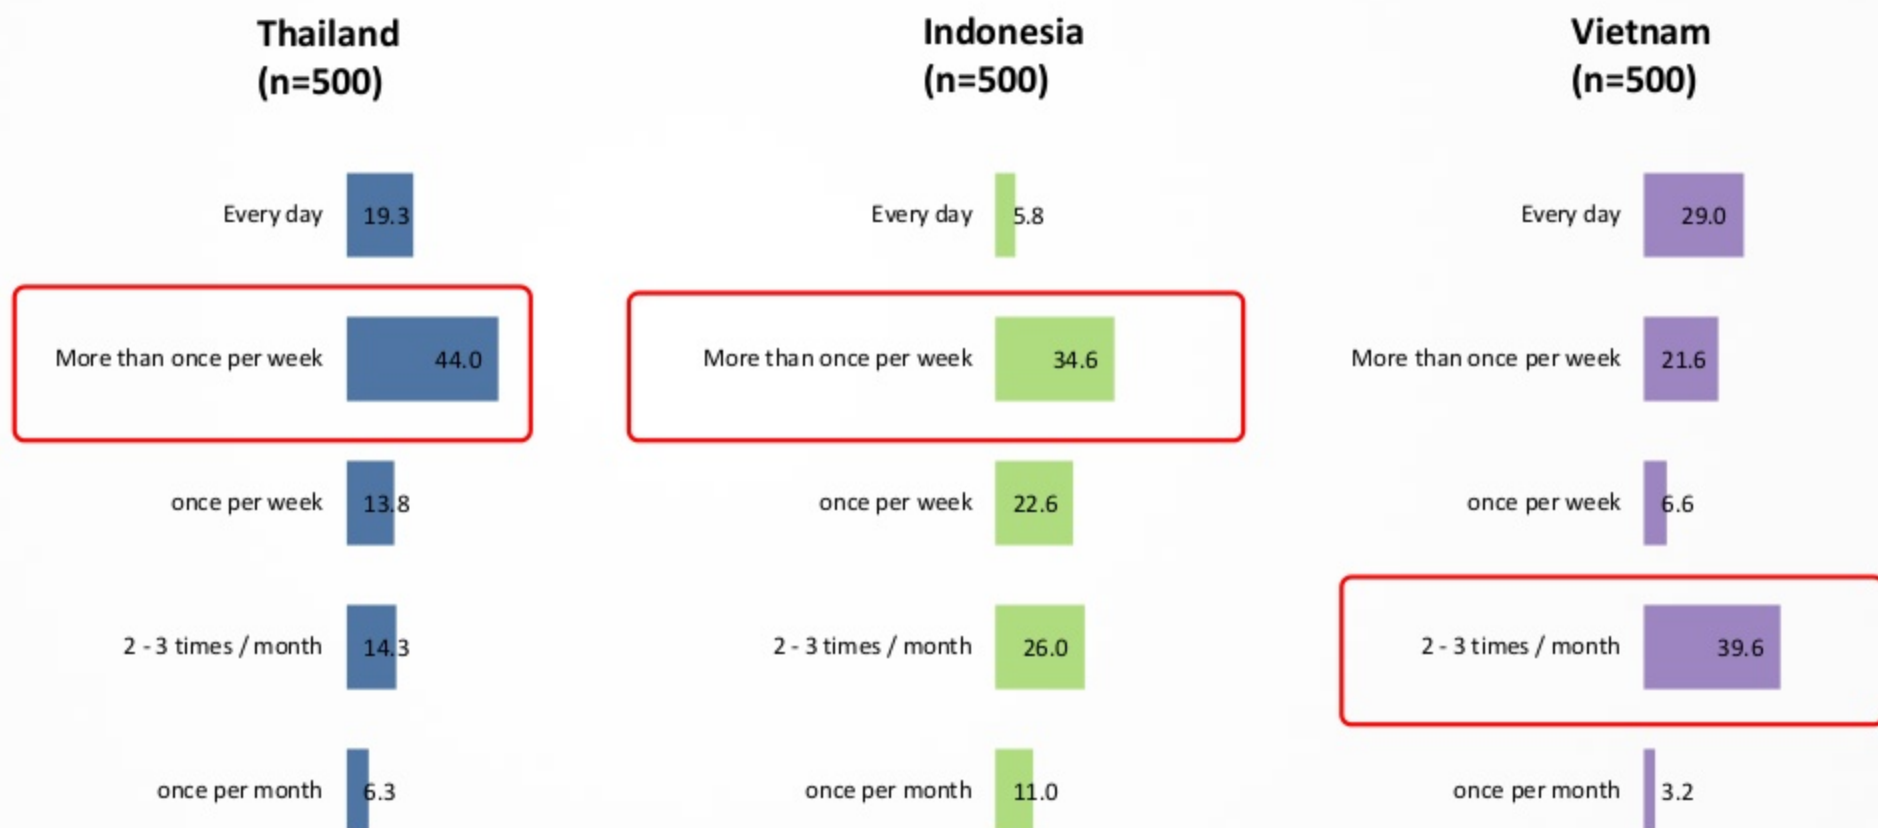 Thailand
(n=500)
Every day 19.3
More than once per week 44.0
once per week 13.8
2 - 3 times / month 14.3
once per month 6.3
Indonesia
(n=500)
Every day 5.8
More than once per week 34.6
once per week 22.6
2 - 3 times / month 26.0
once per month 11.0
Vietnam
(n=500)
Every day 29.0
More than once per week 21.6
once per week 6.6
2 - 3 times / month 39.6
once per month 3.2